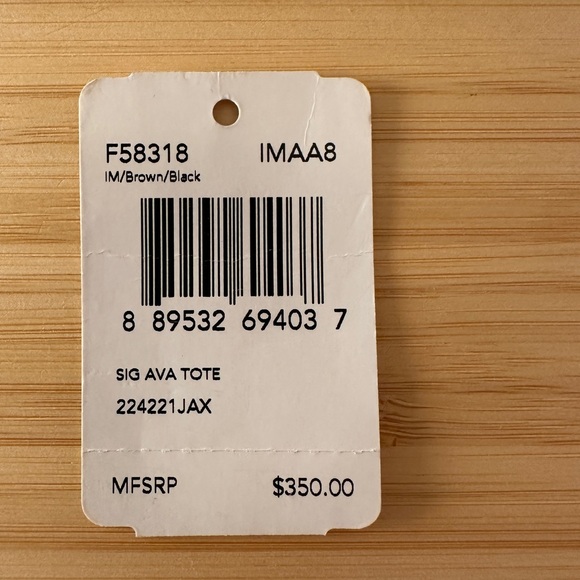 F58318 IMAA8
IM/Brown/Black
8 89532 69403 7
SIG AVA TOTE
224221JAX
MFSRP $350.00